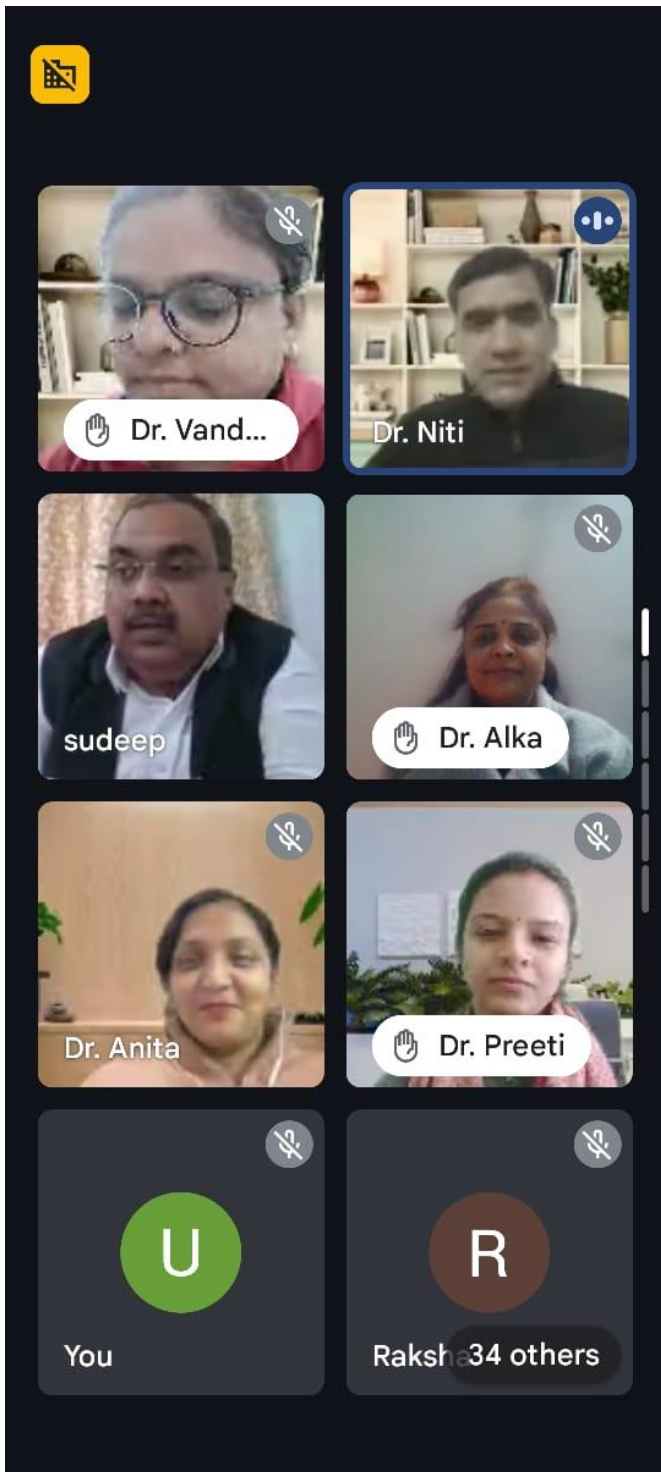 Dr. Vand...
Dr. Niti
sudeep
Dr. Alka
Dr. Anita
Dr. Preeti
U
R
You
Raksha
34 others